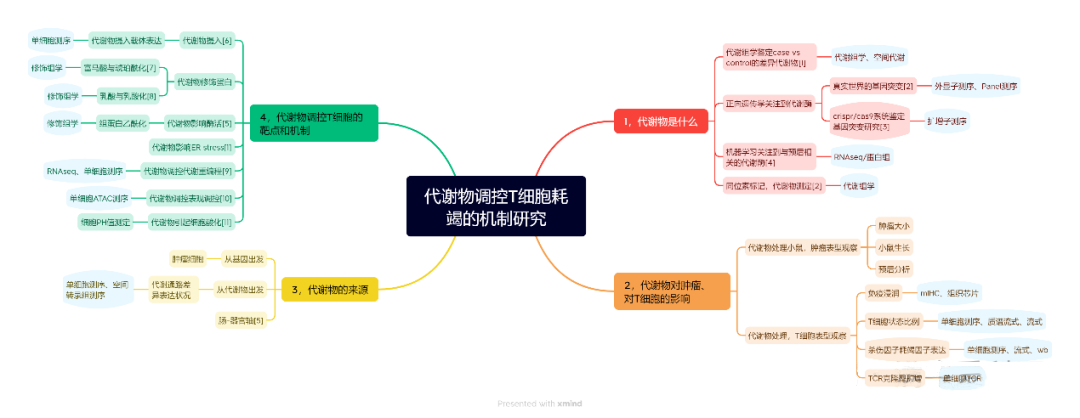 代谢物调控T细胞耗
竭的机制研究
1，代谢物是什么
代谢组学鉴定case vs
control的差异代谢物[1]
代谢组学、空间代谢
正向遗传学关注到代谢酶
真实世界的基因突变[2]
外显子测序、Panel测序
crispr/cas9系统鉴定
基因突变研究[3]
扩增子测序
机器学习关注到与预后相
关的代谢物[4]
RNAseq/蛋白组
同位素标记、代谢物测定[2]
代谢组学
2，代谢物对肿瘤、
对T细胞的影响
代谢物处理小鼠，肿瘤表型观察
肿瘤大小
小鼠生长
预后分析
代谢物处理，T细胞表型观察
免疫浸润
mIHC、组织芯片
T细胞状态比例
单细胞测序、质谱流式、流式
杀伤因子耗竭因子表达
单细胞测序、流式、wb
TCR克隆
单细胞
3，代谢物的来源
从基因出发
肿瘤细胞
从代谢物出发
代谢通路差
异表达状况
单细胞测序、空间
转录组测序
肠-器官轴[5]
4，代谢物调控T细胞的
靶点和机制
代谢物摄入[6]
代谢物摄入载体表达
单细胞测序
代谢物修饰蛋白
富马酸与琥珀酰化[7]
修饰组学
乳酸与乳酸化[8]
修饰组学
代谢物影响酶活[5]
组蛋白乙酰化
修饰组学
代谢物影响ER stress[1]
代谢物调控代谢重编程[9]
RNAseq、单细胞测序
代谢物调控表观调控[10]
单细胞ATAC测序
代谢物引起细胞酸化[11]
细胞PH值测定
Presented with xmind